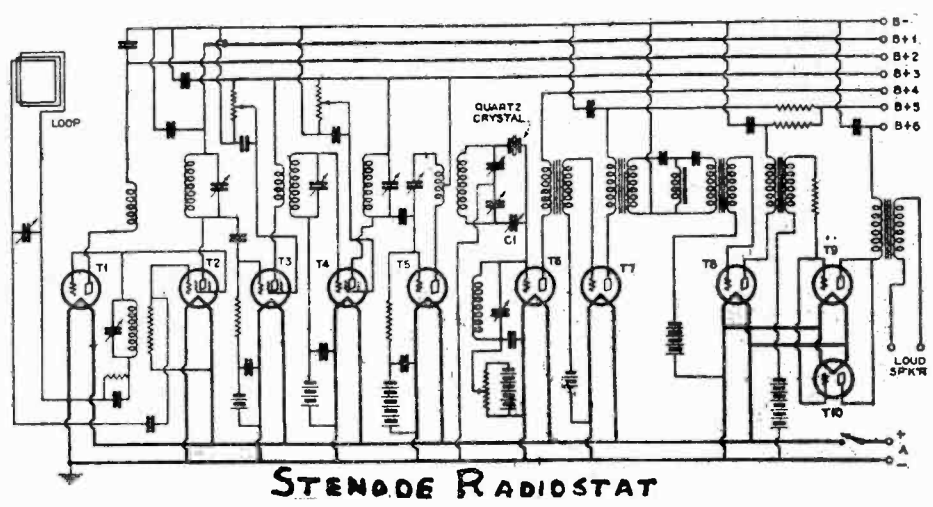 B-
B+1
B+2
B+3
B+4
B+5
B+6
LOOP
QUARTZ
CRYSTAL
C1
T1
T2
T3
T4
T5
T6
T7
T8
T9
T10
LOUD
SPK'R
+
A
-
STENODE RADIOSTAT